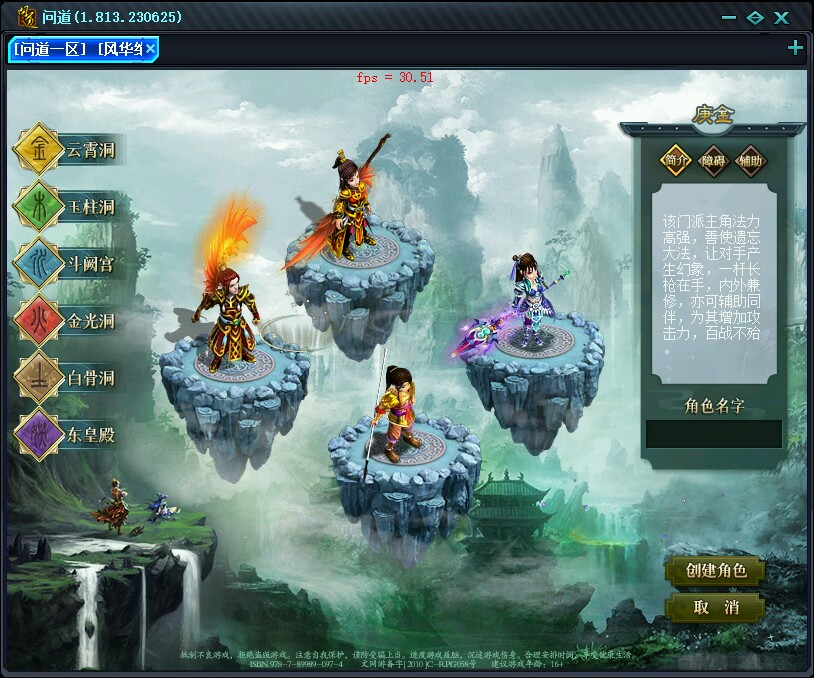 问道(1.813.230625)
[问道一区] [风华绝
fps = 30.51
金 云霄洞
木 玉柱洞
水 斗阙宫
火 金光洞
土 白骨洞
东皇殿
庚金
简介 障碍 辅助
该门派主角法力
高强，善使遗忘
大法，让对手产
生幻象，一杆长
枪在手，内外兼
修，亦可辅助同
伴，为其增加攻
击力，百战不殆
。
角色名字
创建角色
取 消
抵制不良游戏，拒绝盗版游戏。注意自我保护，谨防受骗上当。适度游戏益脑，沉迷游戏伤身。合理安排时间，享受健康生活。
ISBN 978-7-89989-097-4 文网游备字[2010]C-RPG058号 建议游戏年龄：16+